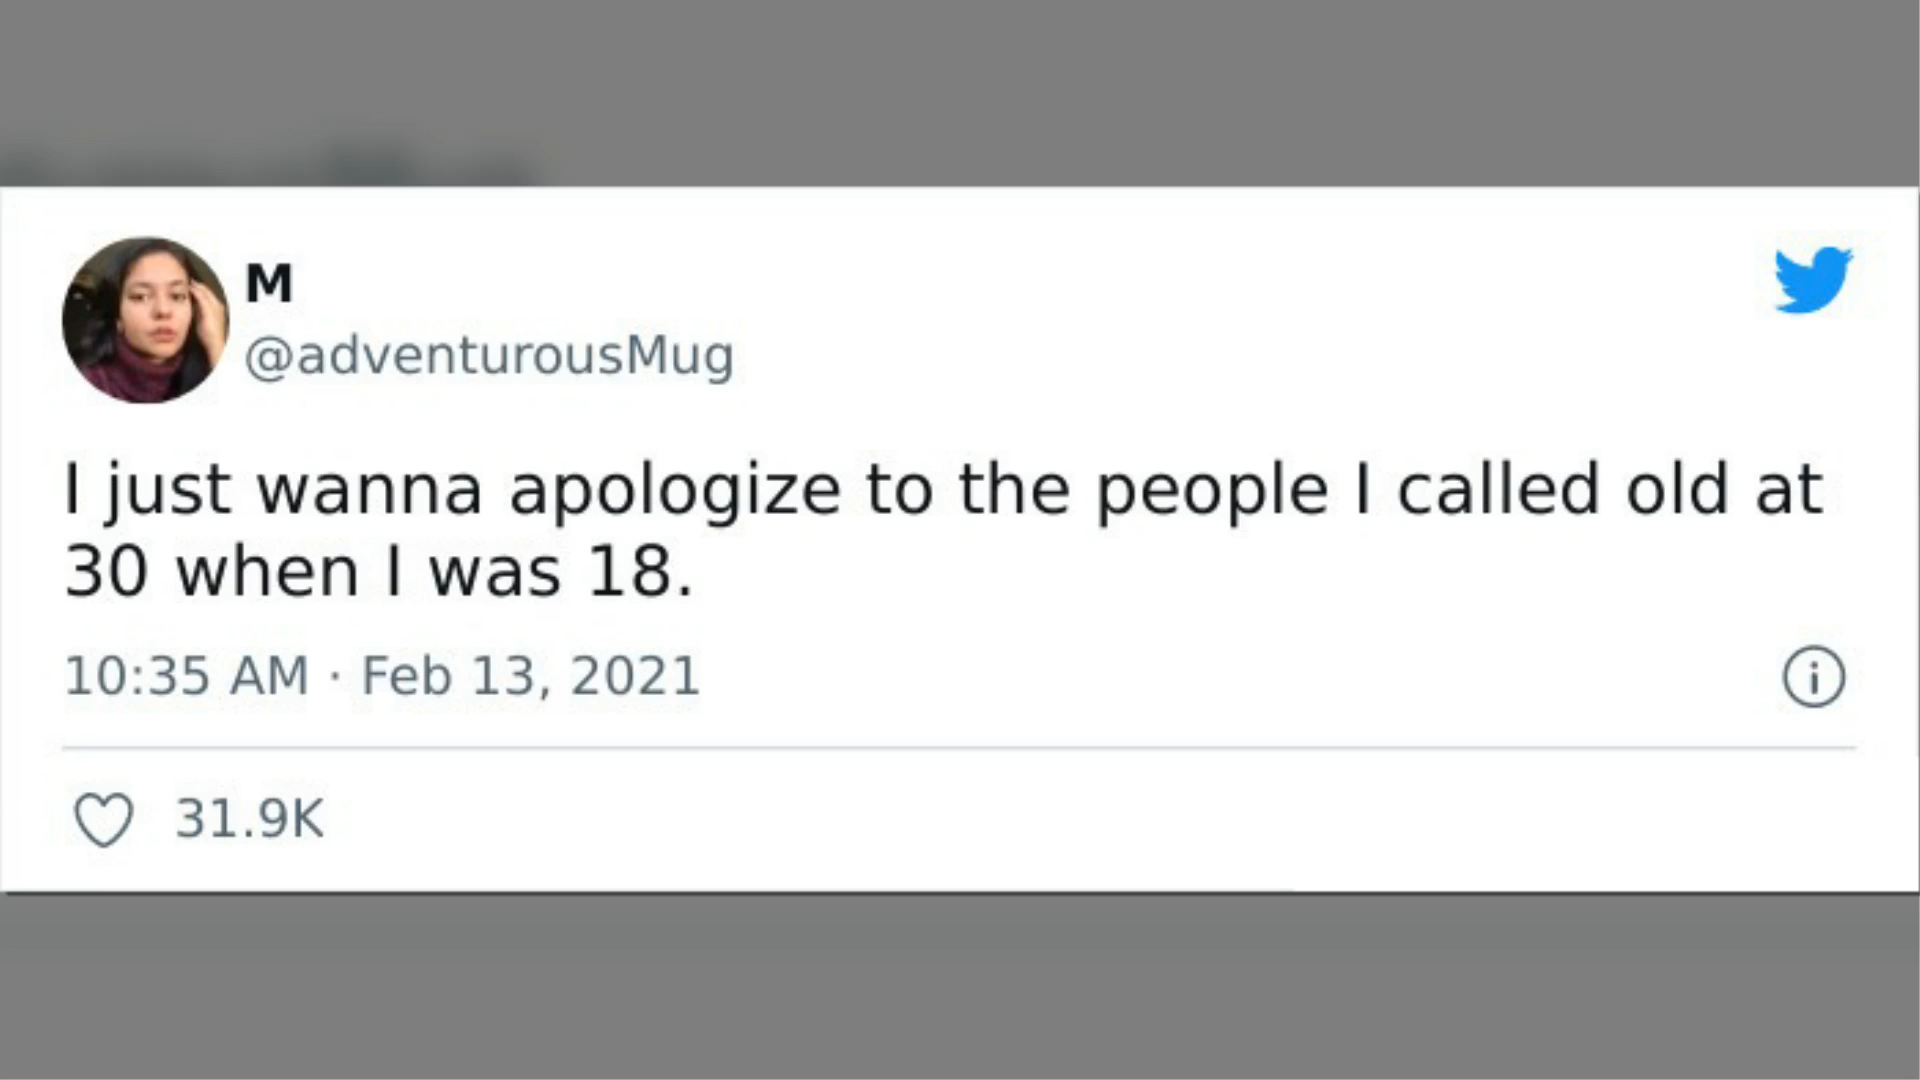 M
@adventurousMug
I just wanna apologize to the people I called old at
30 when I was 18.
10:35 AM · Feb 13, 2021
31.9K